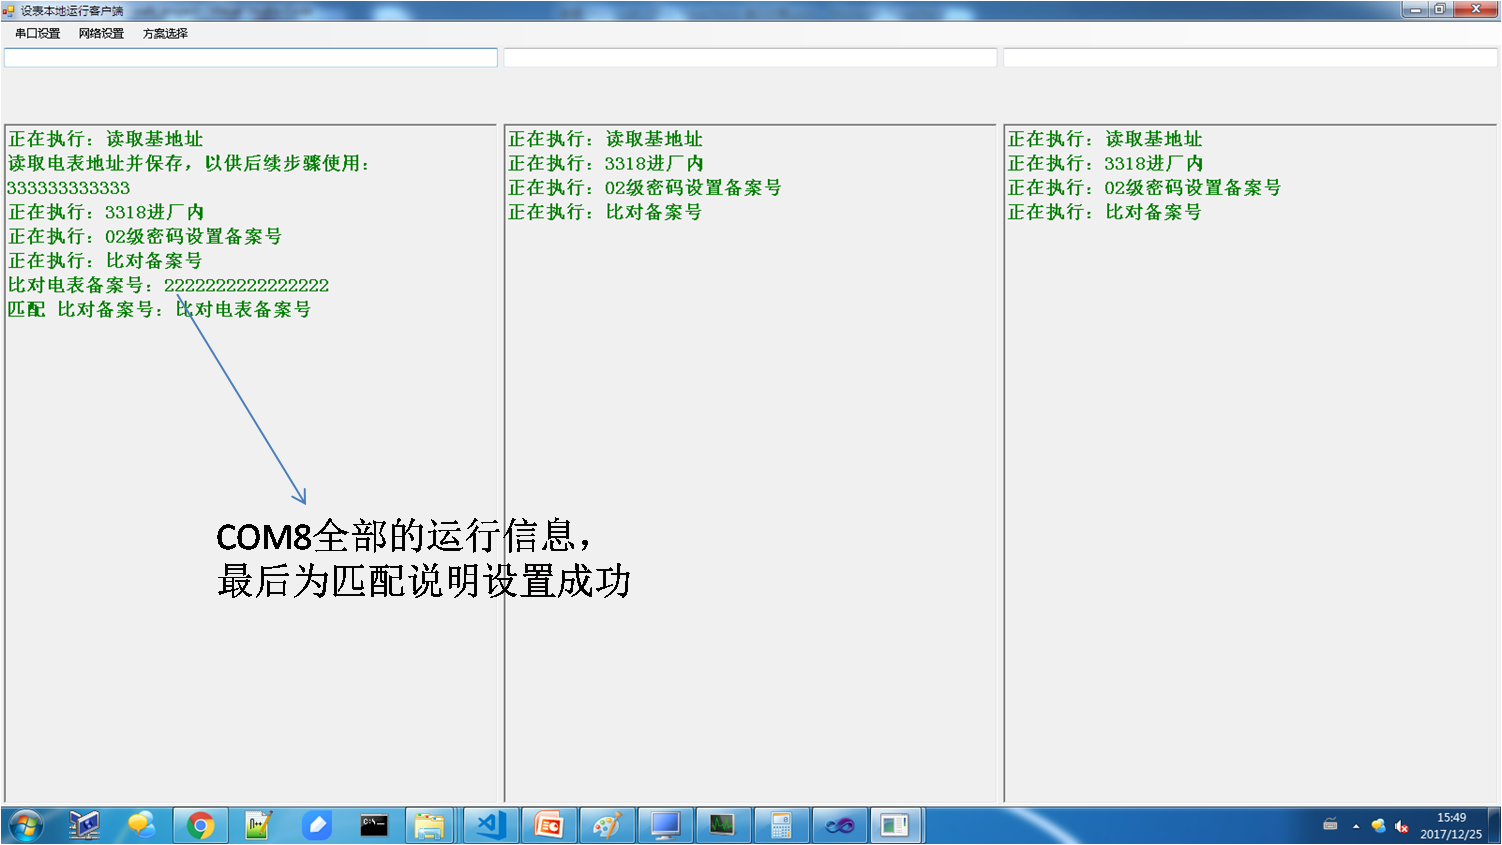 设表本地运行客户端
串口设置 网络设置 方案选择
正在执行：读取基地址
读取电表地址并保存，以供后续步骤使用：
333333333333
正在执行：3318进厂内
正在执行：02级密码设置备案号
正在执行：比对备案号
比对电表备案号：2222222222222222
匹配 比对备案号：比对电表备案号
正在执行：读取基地址
正在执行：3318进厂内
正在执行：02级密码设置备案号
正在执行：比对备案号
正在执行：读取基地址
正在执行：3318进厂内
正在执行：02级密码设置备案号
正在执行：比对备案号
COM8全部的运行信息，
最后为匹配说明设置成功
15:49
2017/12/25